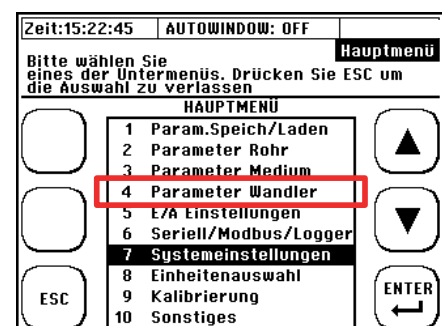 Zeit:15:22:45 AUTOWINDOW: OFF
Hauptmenü
Bitte wählen Sie
eines der Untermenüs. Drücken Sie ESC um
die Auswahl zu verlassen
HAUPTMENÜ
1 Param.Speich/Laden
2 Parameter Rohr
3 Parameter Medium
4 Parameter Wandler
5 E/A Einstellungen
6 Seriell/Modbus/Logger
7 Systemeinstellungen
8 Einheitenauswahl
9 Kalibrierung
10 Sonstiges
ESC
ENTER